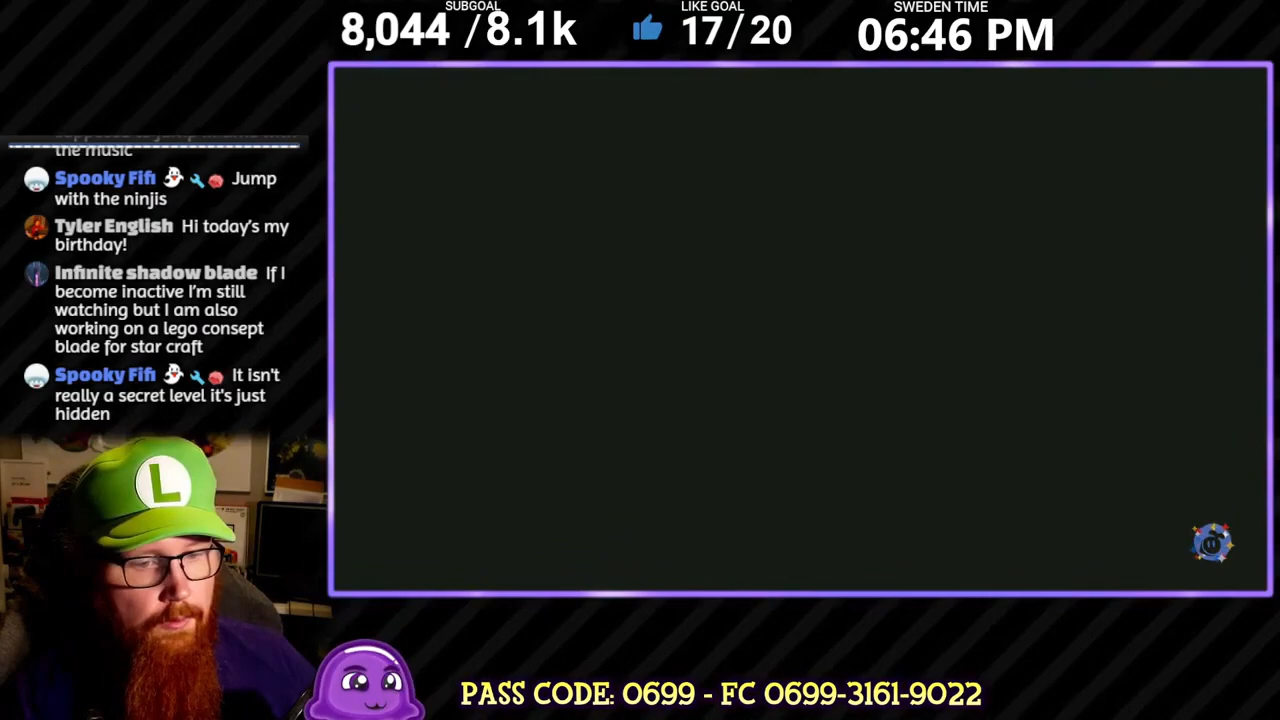 SUBGOAL
8,044 /8.1k
LIKE GOAL
17/20
SWEDEN TIME
06:46 PM
the music
Spooky Fifi Jump
with the ninjis
Tyler English Hi today's my
birthday!
Infinite shadow blade If I
become inactive I'm still
watching but I am also
working on a lego consept
blade for star craft
Spooky Fifi It isn't
really a secret level it's just
hidden
L
PASS CODE: 0699 - FC 0699-3161-9022